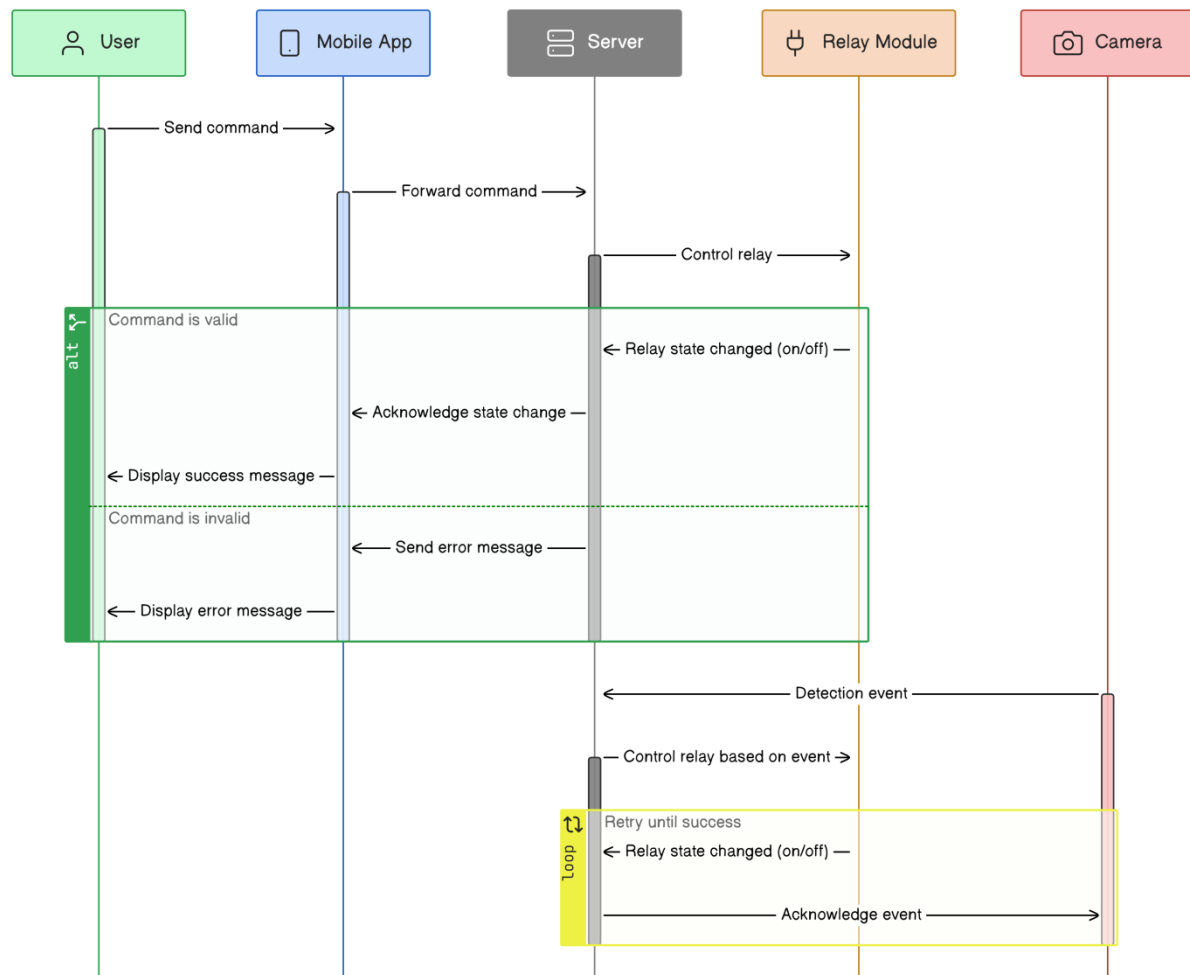 User
Mobile App
Server
Relay Module
Camera
Send command
Forward command
Control relay
alt
Command is valid
Relay state changed (on/off)
Acknowledge state change
Display success message
Command is invalid
Send error message
Display error message
Detection event
Control relay based on event
loop
Retry until success
Relay state changed (on/off)
Acknowledge event